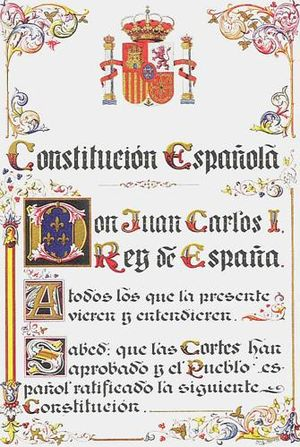 Constitución Española
Don Juan Carlos I,
Rey de España.
A todos los que la presente
vieren y entendieren.
Sabed: que las Cortes han
aprobado y el Pueblo es-
pañol ratificado la siguiente
Constitución.